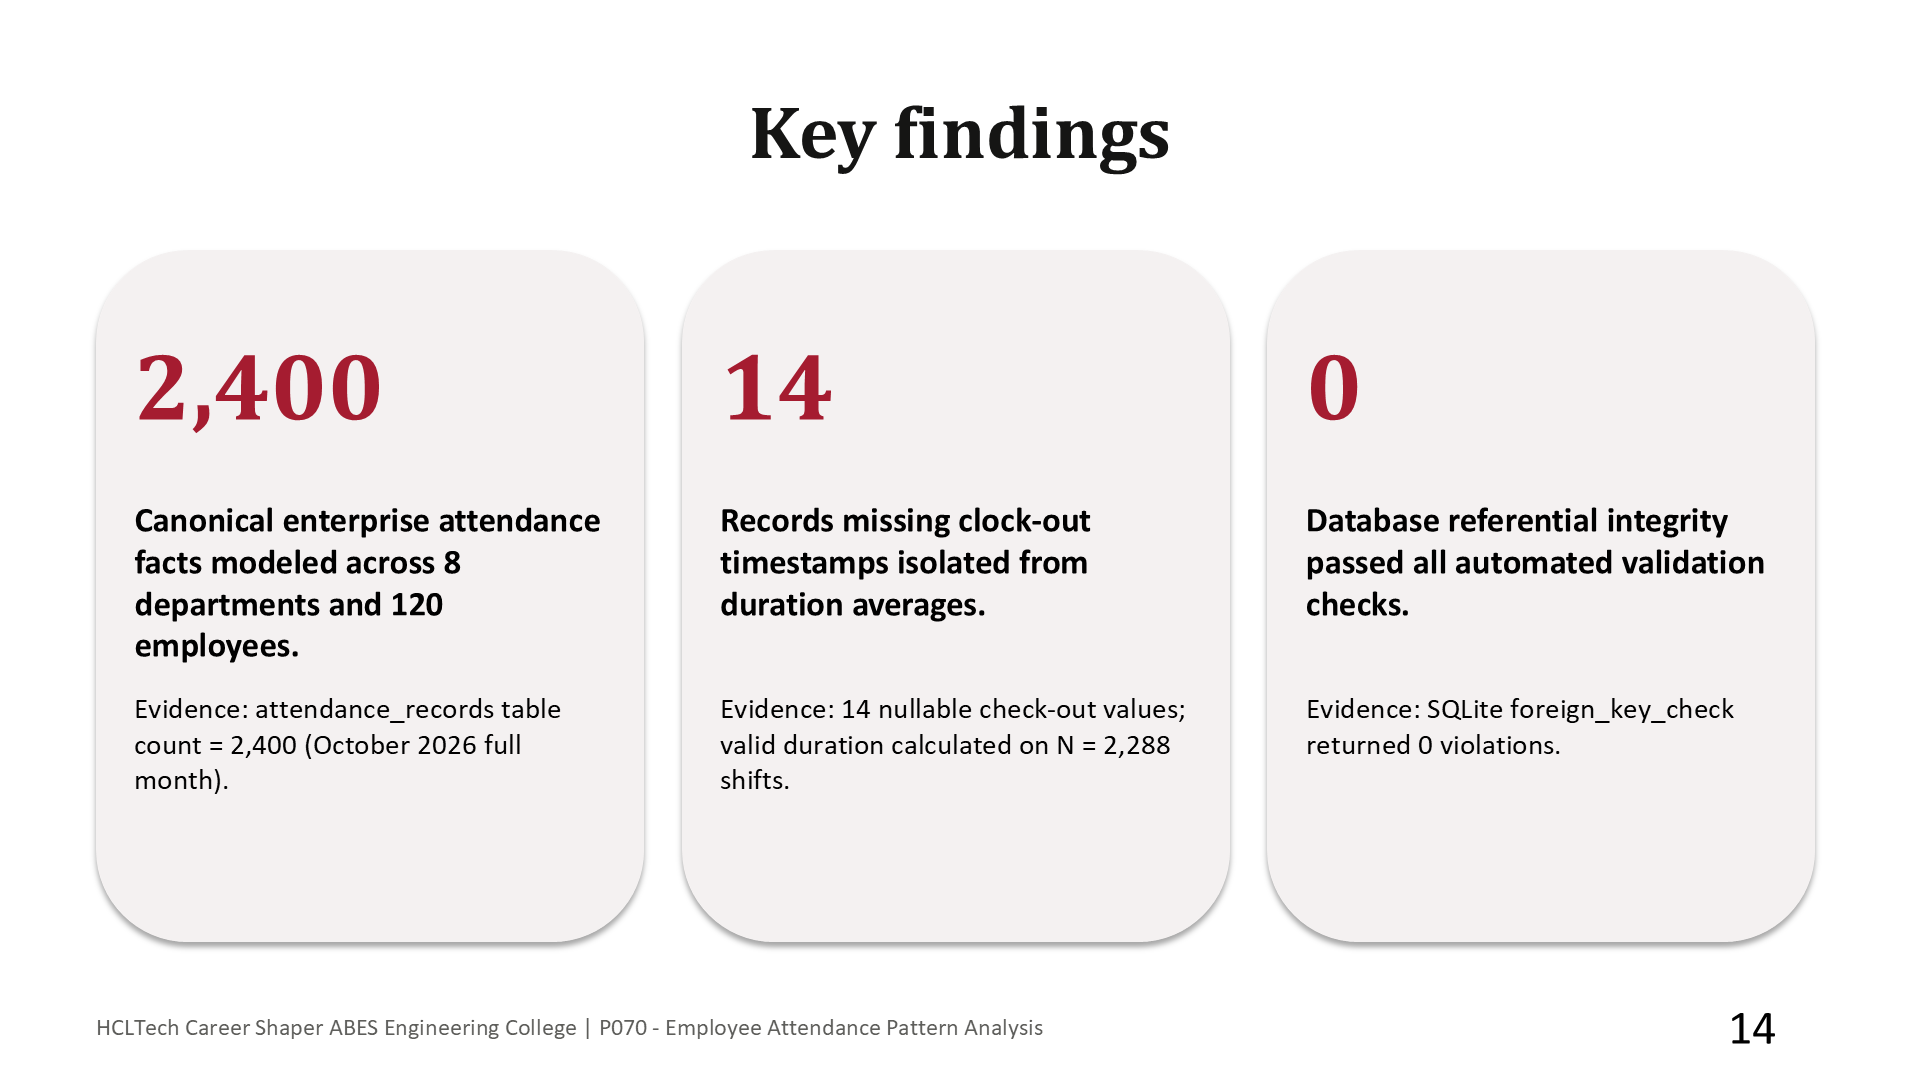 Key findings
2,400
Canonical enterprise attendance
facts modeled across 8
departments and 120
employees.
Evidence: attendance_records table
count = 2,400 (October 2026 full
month).
14
Records missing clock-out
timestamps isolated from
duration averages.
Evidence: 14 nullable check-out values;
valid duration calculated on N = 2,288
shifts.
0
Database referential integrity
passed all automated validation
checks.
Evidence: SQLite foreign_key_check
returned 0 violations.
HCLTech Career Shaper ABES Engineering College | P070 - Employee Attendance Pattern Analysis
14